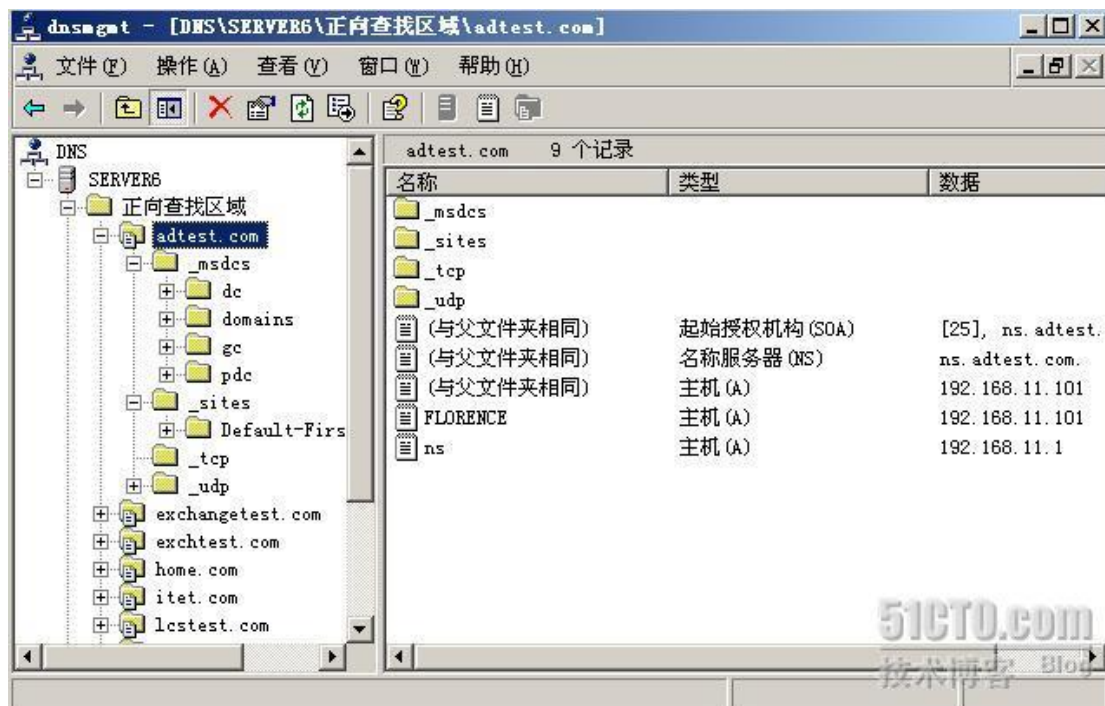 dnsmgmt - [DNS\SERVER6\正向查找区域\adtest.com]
文件(F) 操作(A) 查看(V) 窗口(W) 帮助(H)
DNS
SERVER6
正向查找区域
adtest.com
_msdcs
dc
domains
gc
pdc
_sites
Default-Firs
_tcp
_udp
exchangetest.com
exchtest.com
home.com
itet.com
lcstest.com
adtest.com 9 个记录
名称 类型 数据
_msdcs
_sites
_tcp
_udp
(与父文件夹相同) 起始授权机构(SOA) [25], ns.adtest.
(与父文件夹相同) 名称服务器(NS) ns.adtest.com.
(与父文件夹相同) 主机(A) 192.168.11.101
FLORENCE 主机(A) 192.168.11.101
ns 主机(A) 192.168.11.1
51CTO.com
技术博客 Blog